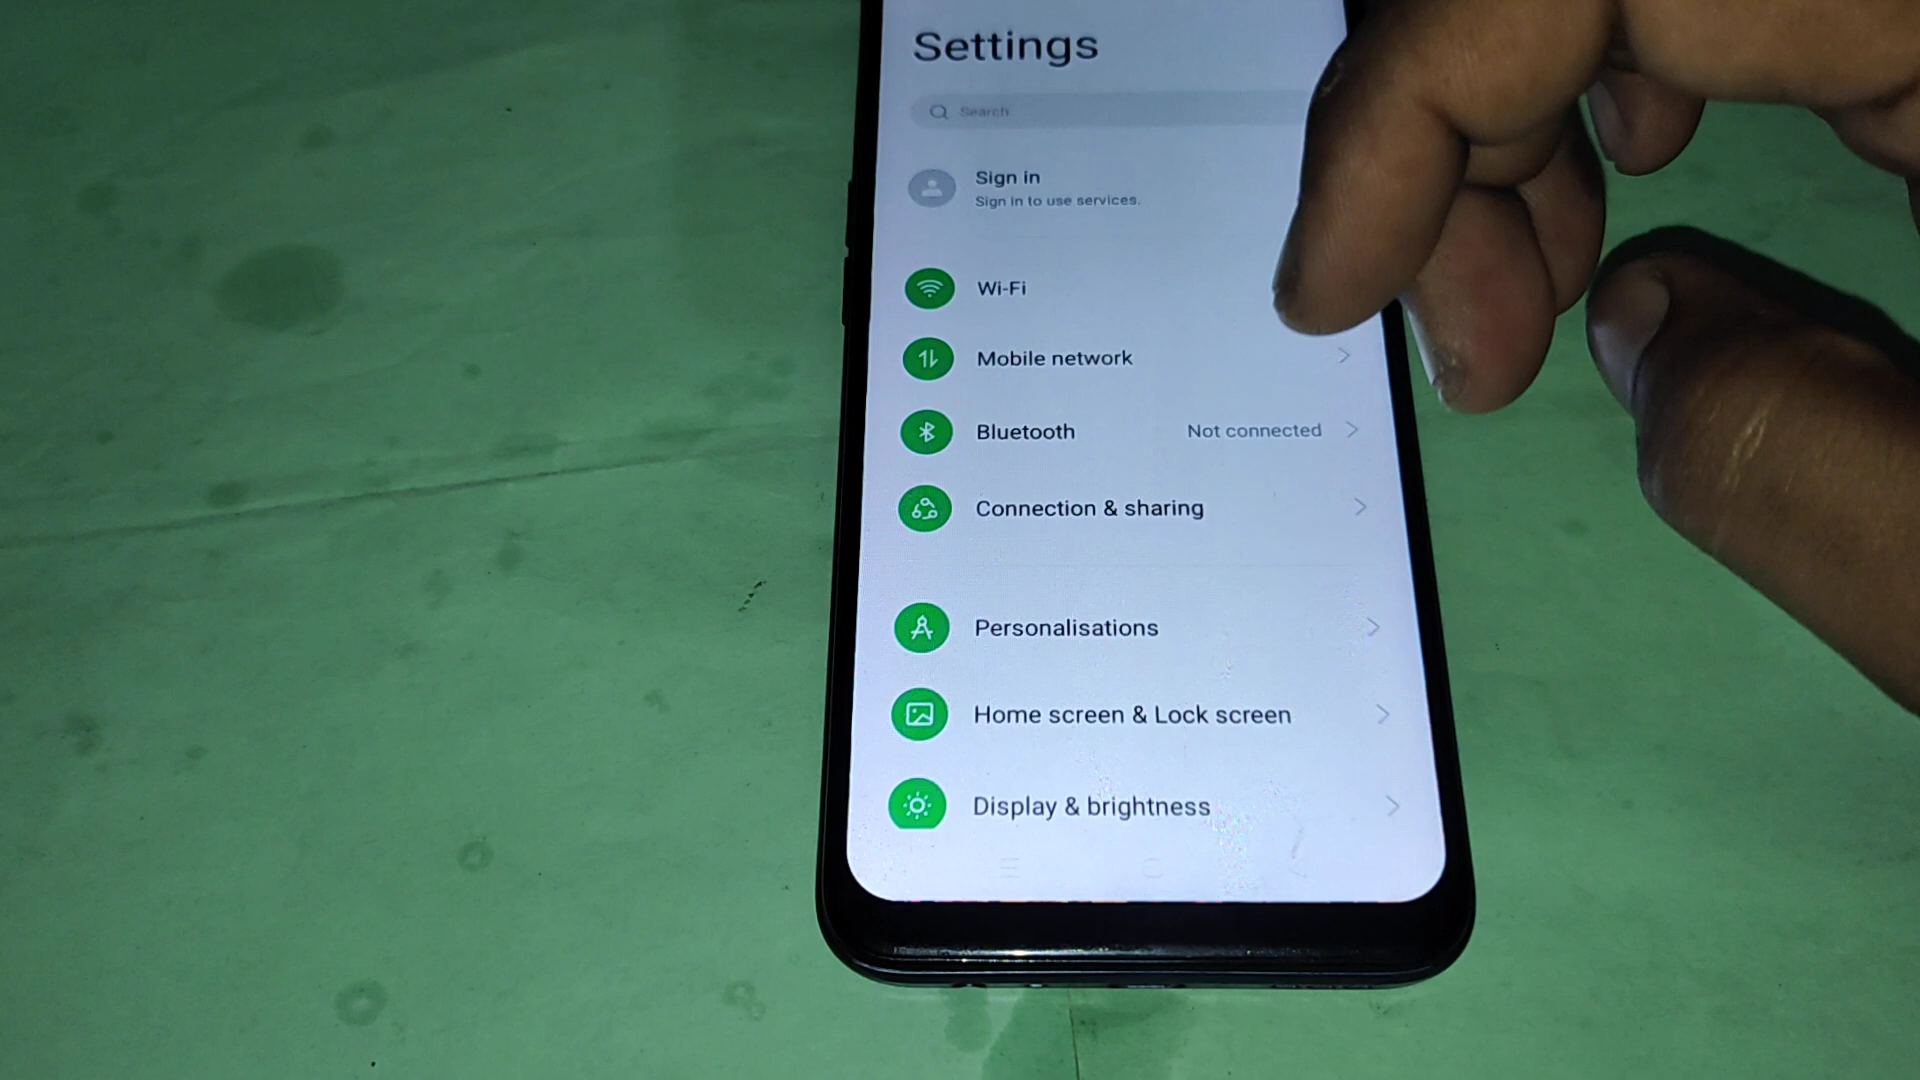 Settings
Search
Sign in
Sign in to use services.
Wi-Fi
Mobile network
Bluetooth Not connected
Connection & sharing
Personalisations
Home screen & Lock screen
Display & brightness